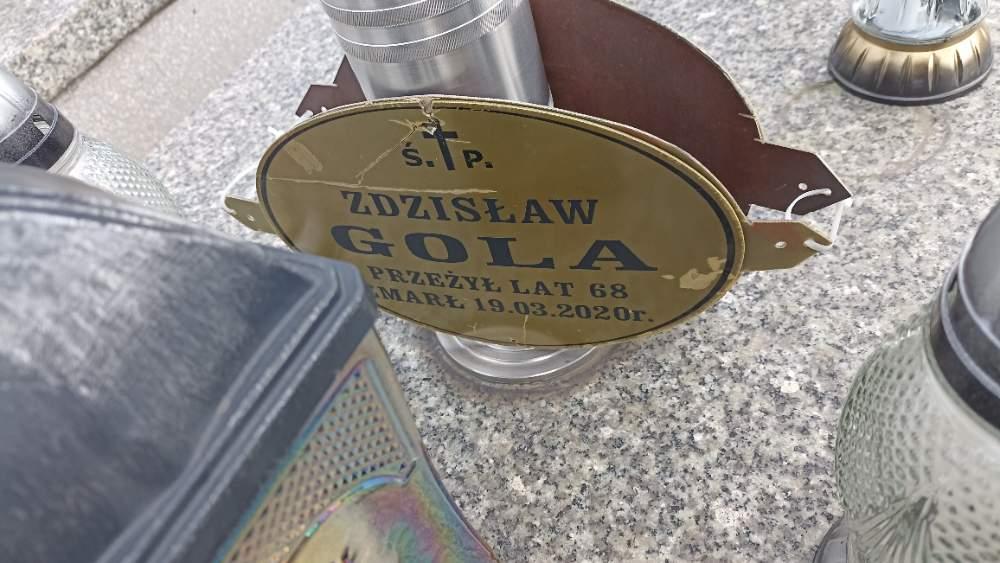 Ś. P.
ZDZISŁAW
GOLA
PRZEŻYŁ LAT 68
ZMARŁ 19.03.2020r.